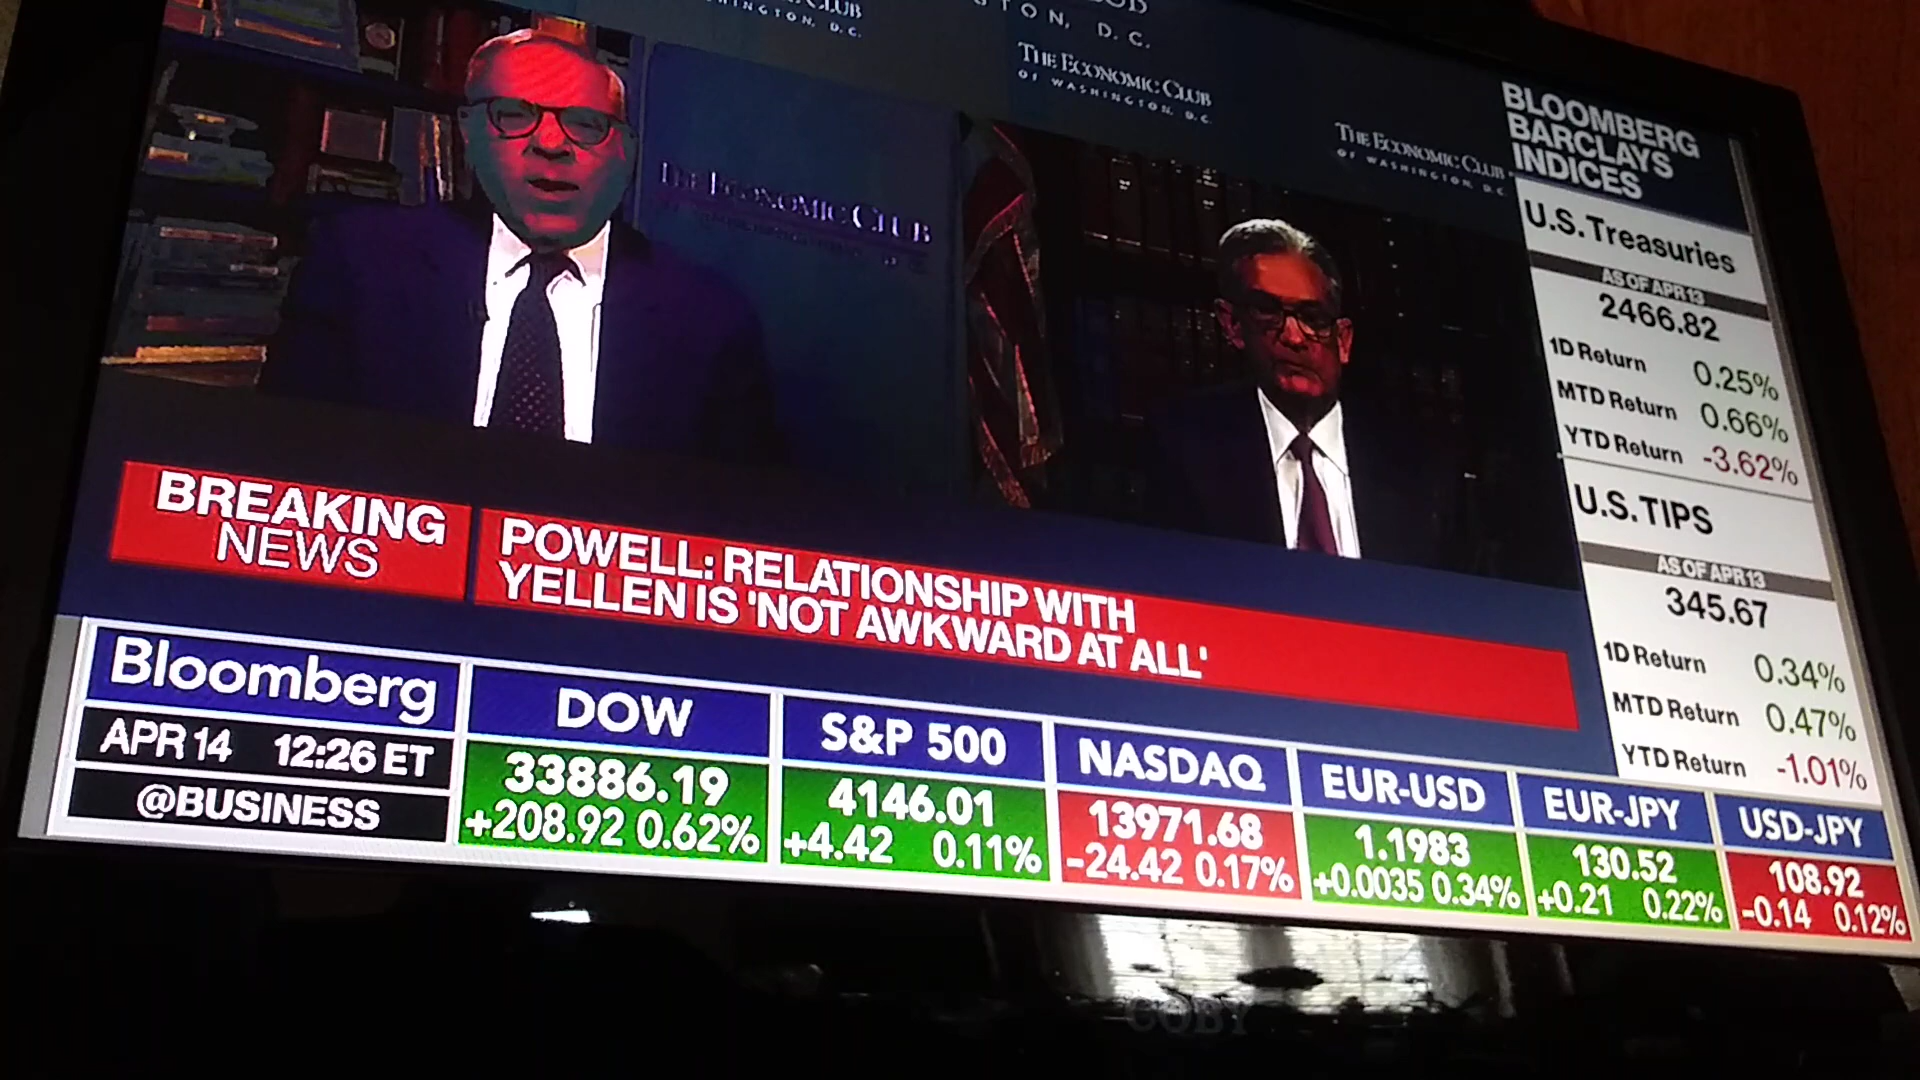 THE ECONOMIC CLUB
OF WASHINGTON, D.C.
THE ECONOMIC CLUB
OF WASHINGTON, D.C.
THE ECONOMIC CLUB
BLOOMBERG
BARCLAYS
INDICES
U.S. Treasuries
AS OF APR 13
2466.82
1D Return 0.25%
MTD Return 0.66%
YTD Return -3.62%
U.S. TIPS
AS OF APR 13
345.67
1D Return 0.34%
MTD Return 0.47%
YTD Return -1.01%
BREAKING
NEWS
POWELL: RELATIONSHIP WITH
YELLEN IS 'NOT AWKWARD AT ALL'
Bloomberg
APR 14 12:26 ET
@BUSINESS
DOW
33886.19
+208.92 0.62%
S&P 500
4146.01
+4.42 0.11%
NASDAQ
13971.68
-24.42 0.17%
EUR-USD
1.1983
+0.0035 0.34%
EUR-JPY
130.52
+0.21 0.22%
USD-JPY
108.92
-0.14 0.12%
COBY